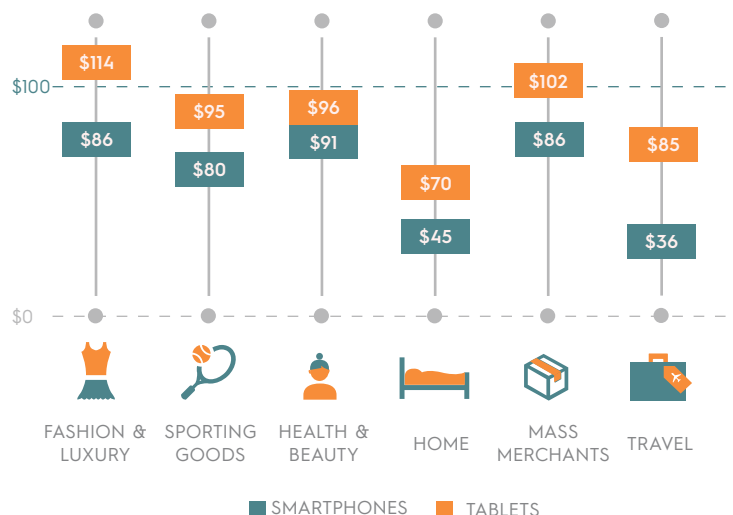 $114
$100
$102
$95
$96
$86
$91
$86
$85
$80
$70
$45
$36
$0
FASHION & LUXURY
SPORTING GOODS
HEALTH & BEAUTY
HOME
MASS MERCHANTS
TRAVEL
SMARTPHONES
TABLETS